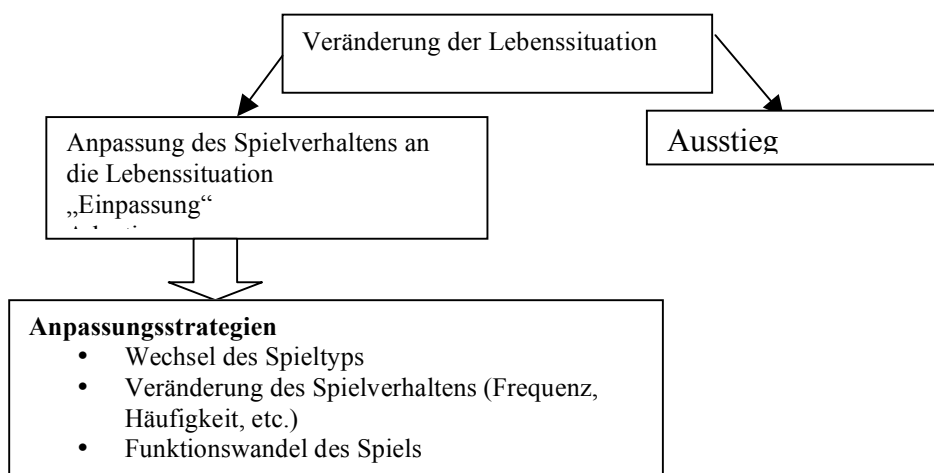 Veränderung der Lebenssituation
Anpassung des Spielverhaltens an
die Lebenssituation
„Einpassung“
Ausstieg
Anpassungsstrategien
• Wechsel des Spieltyps
• Veränderung des Spielverhaltens (Frequenz,
Häufigkeit, etc.)
• Funktionswandel des Spiels